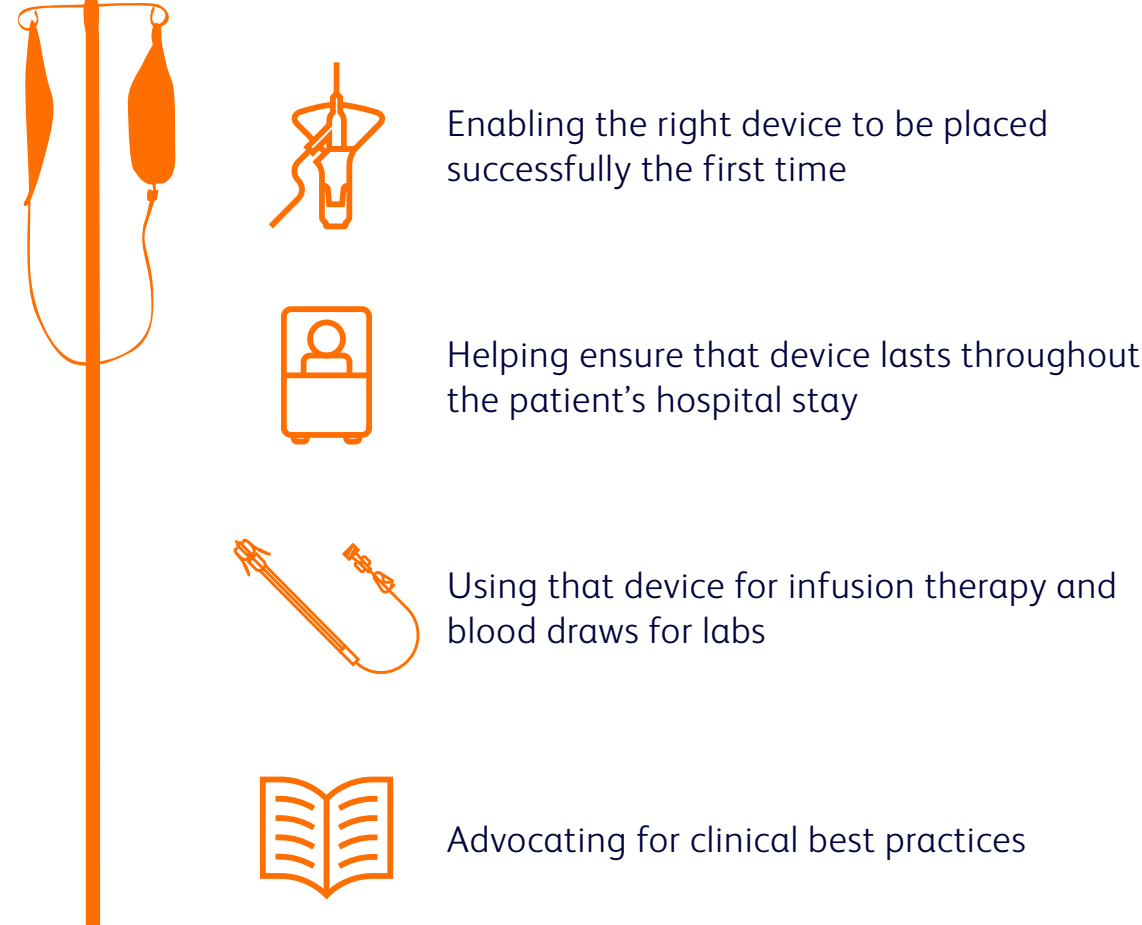 Enabling the right device to be placed
successfully the first time
Helping ensure that device lasts throughout
the patient’s hospital stay
Using that device for infusion therapy and
blood draws for labs
Advocating for clinical best practices